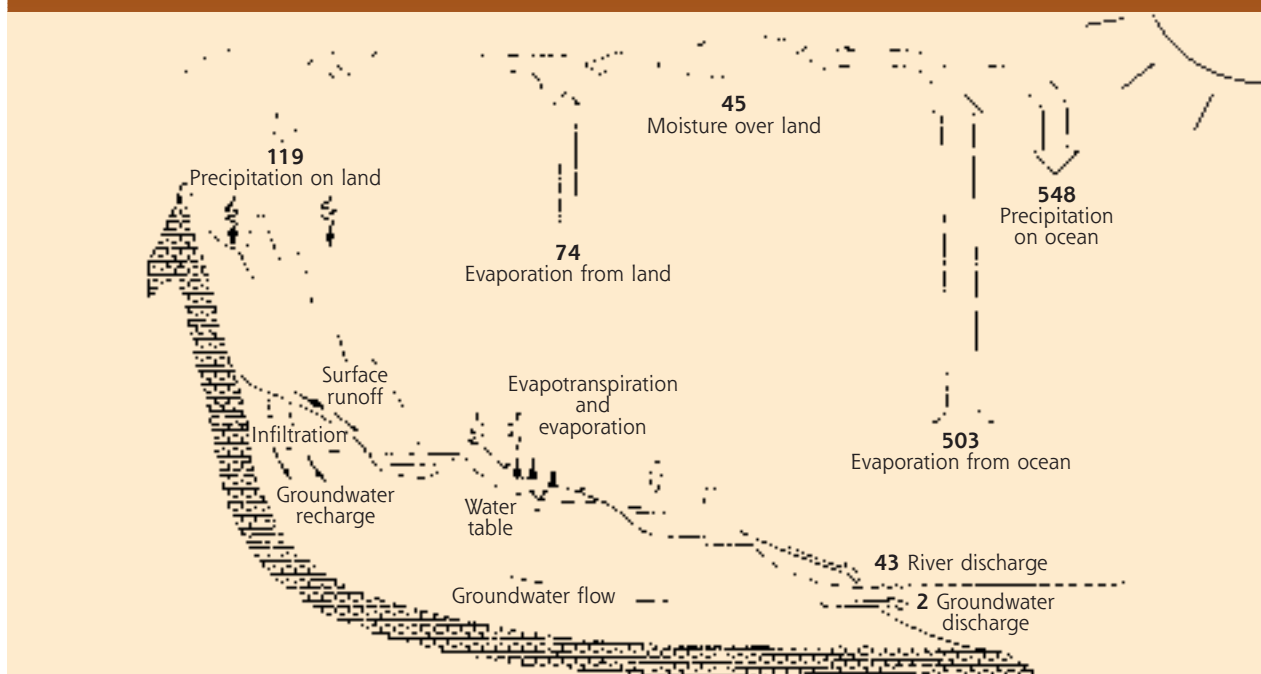 45
Moisture over land
119
Precipitation on land
548
Precipitation
on ocean
74
Evaporation from land
Surface
runoff
Evapotranspiration
and
evaporation
Infiltration
503
Evaporation from ocean
Groundwater
recharge
Water
table
43 River discharge
Groundwater flow
2 Groundwater
discharge